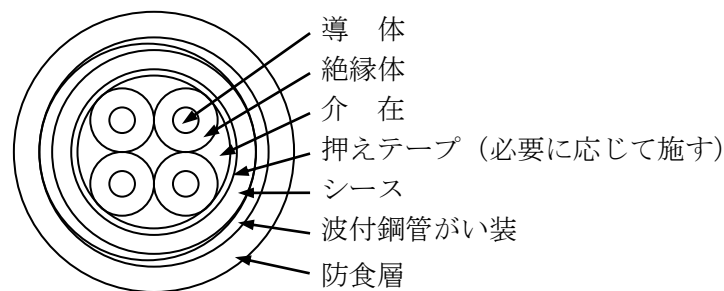 導　体
絶縁体
介　在
押えテープ（必要に応じて施す）
シース
波付鋼管がい装
防食層